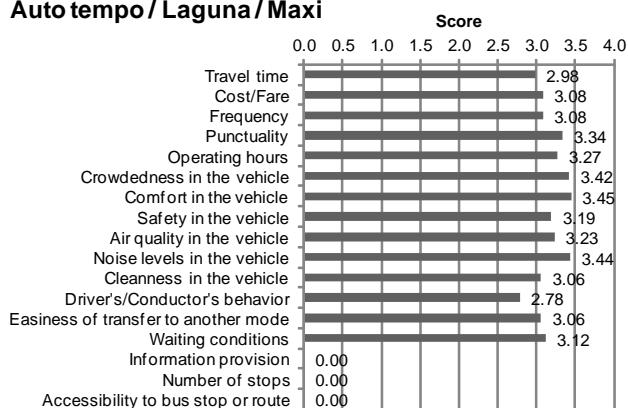 Auto tempo / Laguna / Maxi
Score
0.0 0.5 1.0 1.5 2.0 2.5 3.0 3.5 4.0
Travel time 2.98
Cost/Fare 3.08
Frequency 3.08
Punctuality 3.34
Operating hours 3.27
Crowdedness in the vehicle 3.42
Comfort in the vehicle 3.45
Safety in the vehicle 3.19
Air quality in the vehicle 3.23
Noise levels in the vehicle 3.44
Cleanness in the vehicle 3.06
Driver's/Conductor's behavior 2.78
Easiness of transfer to another mode 3.06
Waiting conditions 3.12
Information provision 0.00
Number of stops 0.00
Accessibility to bus stop or route 0.00